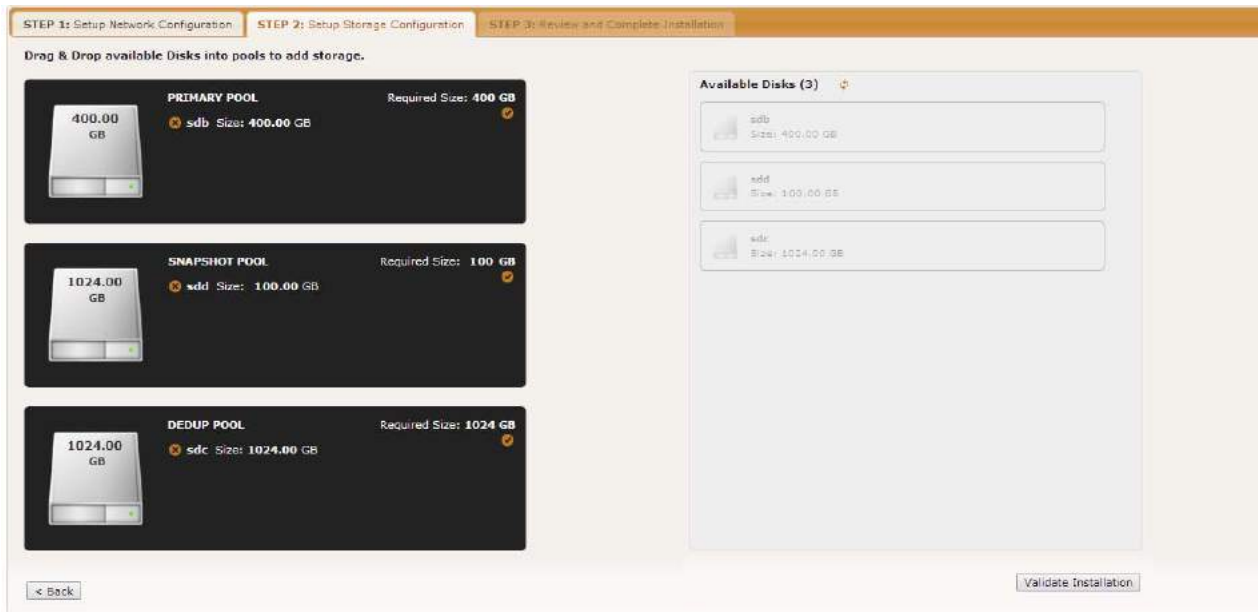 STEP 1: Setup Network Configuration
STEP 2: Setup Storage Configuration
STEP 3: Review and Complete Installation
Drag & Drop available Disks into pools to add storage.
400.00
GB
PRIMARY POOL
Required Size: 400 GB
sdb Size: 400.00 GB
1024.00
GB
SNAPSHOT POOL
Required Size: 100 GB
sdd Size: 100.00 GB
1024.00
GB
DEDUP POOL
Required Size: 1024 GB
sdc Size: 1024.00 GB
Available Disks (3)
sdb
Size: 400.00 GB
sdd
Size: 100.00 GB
sdc
Size: 1024.00 GB
< Back
Validate Installation